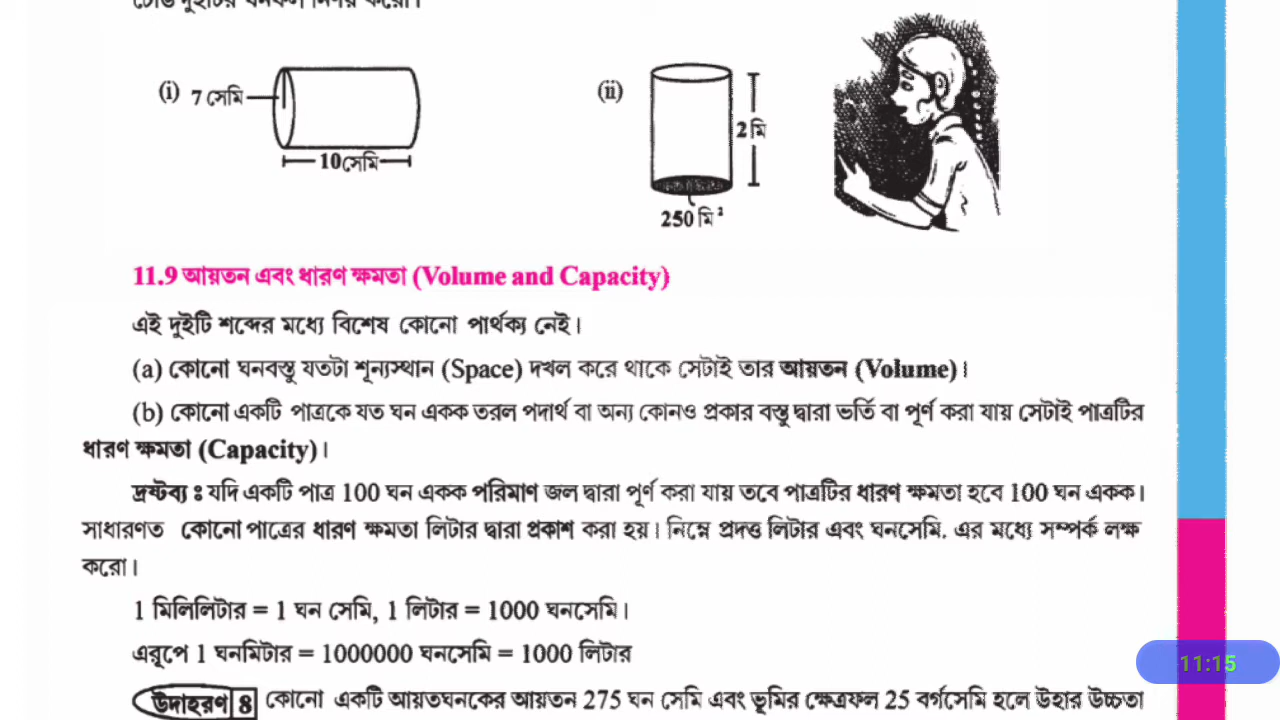 চোঙ দুইটির ঘনফল নির্ণয় করো।
(i) 7 সেমি
10সেমি
(ii)
2 মি
250 মি²
11.9 আয়তন এবং ধারণ ক্ষমতা (Volume and Capacity)
এই দুইটি শব্দের মধ্যে বিশেষ কোনো পার্থক্য নেই।
(a) কোনো ঘনবস্তু যতটা শূন্যস্থান (Space) দখল করে থাকে সেটাই তার আয়তন (Volume)।
(b) কোনো একটি পাত্রকে যত ঘন একক তরল পদার্থ বা অন্য কোনও প্রকার বস্তু দ্বারা ভর্তি বা পূর্ণ করা যায় সেটাই পাত্রটির
ধারণ ক্ষমতা (Capacity)।
দ্রষ্টব্য ঃ যদি একটি পাত্র 100 ঘন একক পরিমাণ জল দ্বারা পূর্ণ করা যায় তবে পাত্রটির ধারণ ক্ষমতা হবে 100 ঘন একক।
সাধারণত কোনো পাত্রের ধারণ ক্ষমতা লিটার দ্বারা প্রকাশ করা হয়। নিম্নে প্রদত্ত লিটার এবং ঘনসেমি. এর মধ্যে সম্পর্ক লক্ষ
করো।
1 মিলিলিটার = 1 ঘন সেমি, 1 লিটার = 1000 ঘনসেমি।
এরূপে 1 ঘনমিটার = 1000000 ঘনসেমি = 1000 লিটার
11:15
উদাহরণ 8 কোনো একটি আয়তঘনকের আয়তন 275 ঘন সেমি এবং ভূমির ক্ষেত্রফল 25 বর্গসেমি হলে উহার উচ্চতা